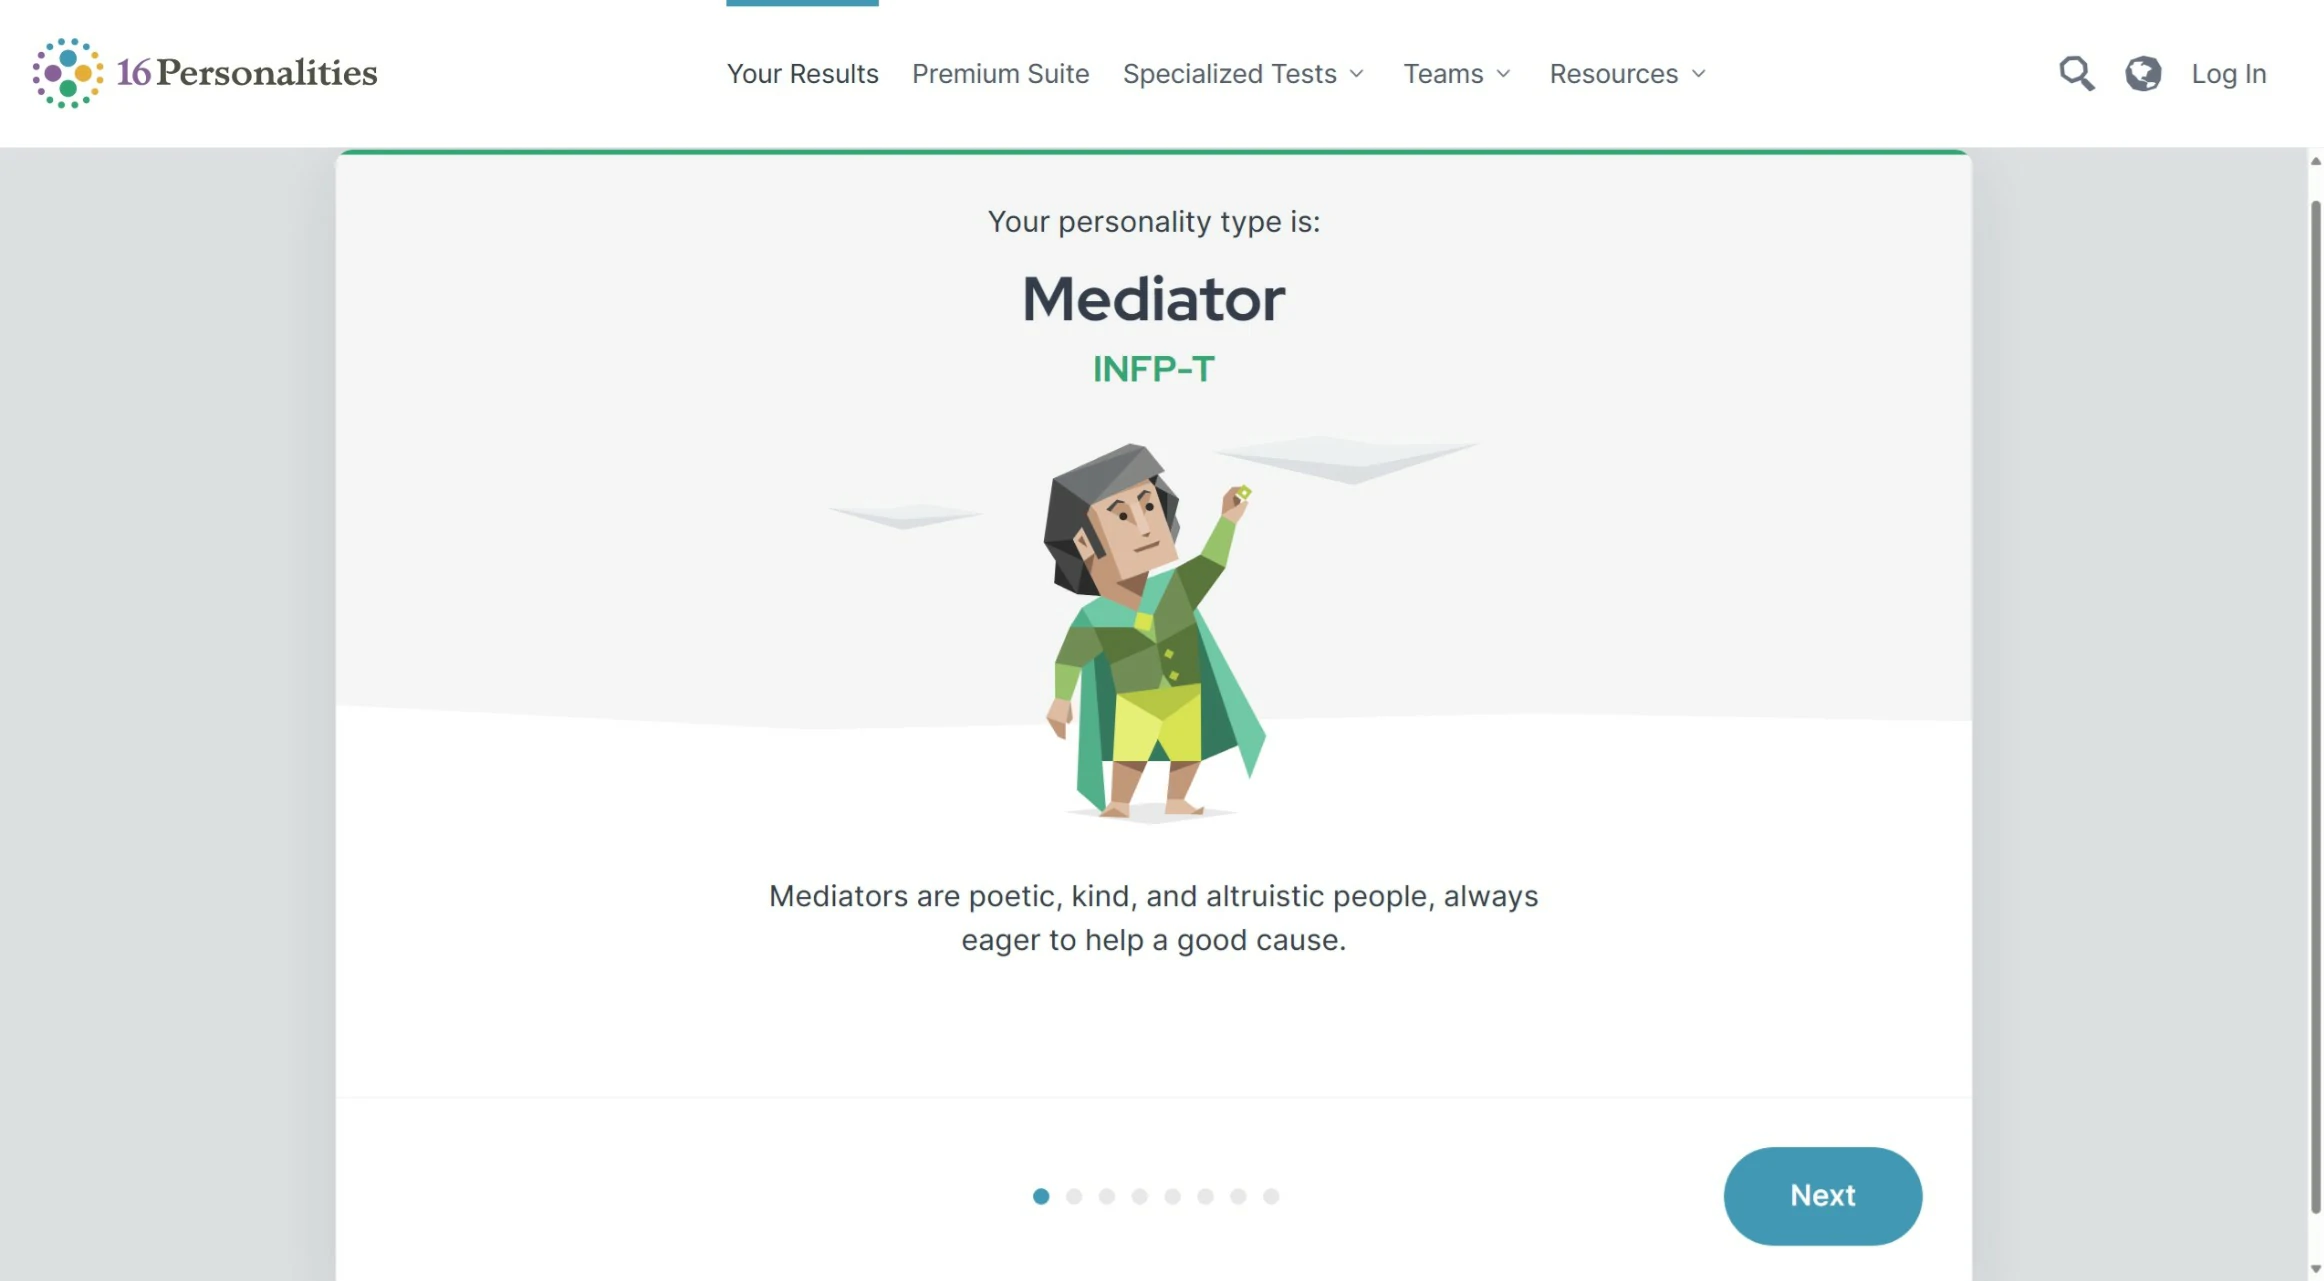 16Personalities
Your Results
Premium Suite
Specialized Tests
Teams
Resources
Log In
Your personality type is:
Mediator
INFP-T
Mediators are poetic, kind, and altruistic people, always
eager to help a good cause.
Next